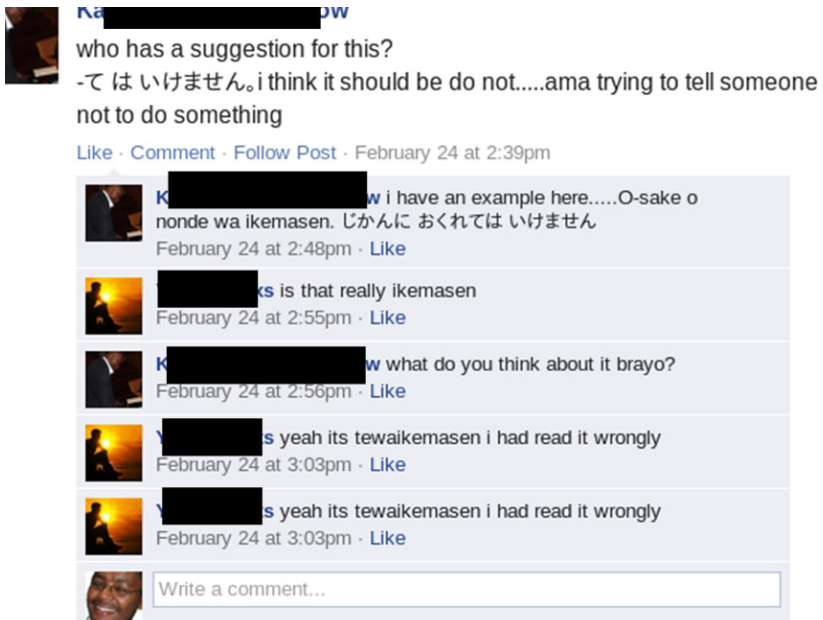 who has a suggestion for this?
-て は いけません。i think it should be do not.....ama trying to tell someone
not to do something
Like · Comment · Follow Post · February 24 at 2:39pm
i have an example here.....O-sake o
nonde wa ikemasen. じかんに おくれては いけません
February 24 at 2:48pm · Like
is that really ikemasen
February 24 at 2:55pm · Like
what do you think about it brayo?
February 24 at 2:56pm · Like
yeah its tewaikemasen i had read it wrongly
February 24 at 3:03pm · Like
yeah its tewaikemasen i had read it wrongly
February 24 at 3:03pm · Like
Write a comment...